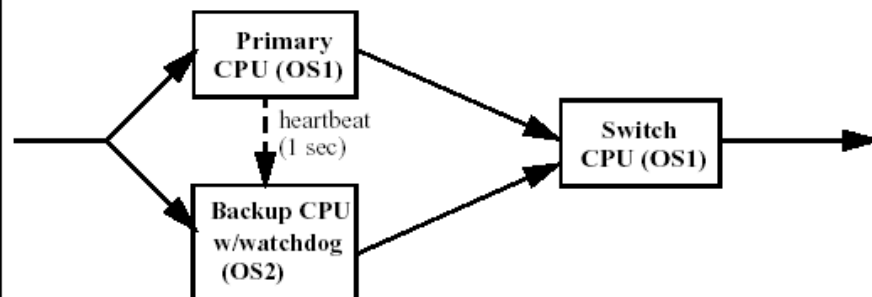 Primary
CPU (OS1)
heartbeat
(1 sec)
Switch
CPU (OS1)
Backup CPU
w/watchdog
(OS2)